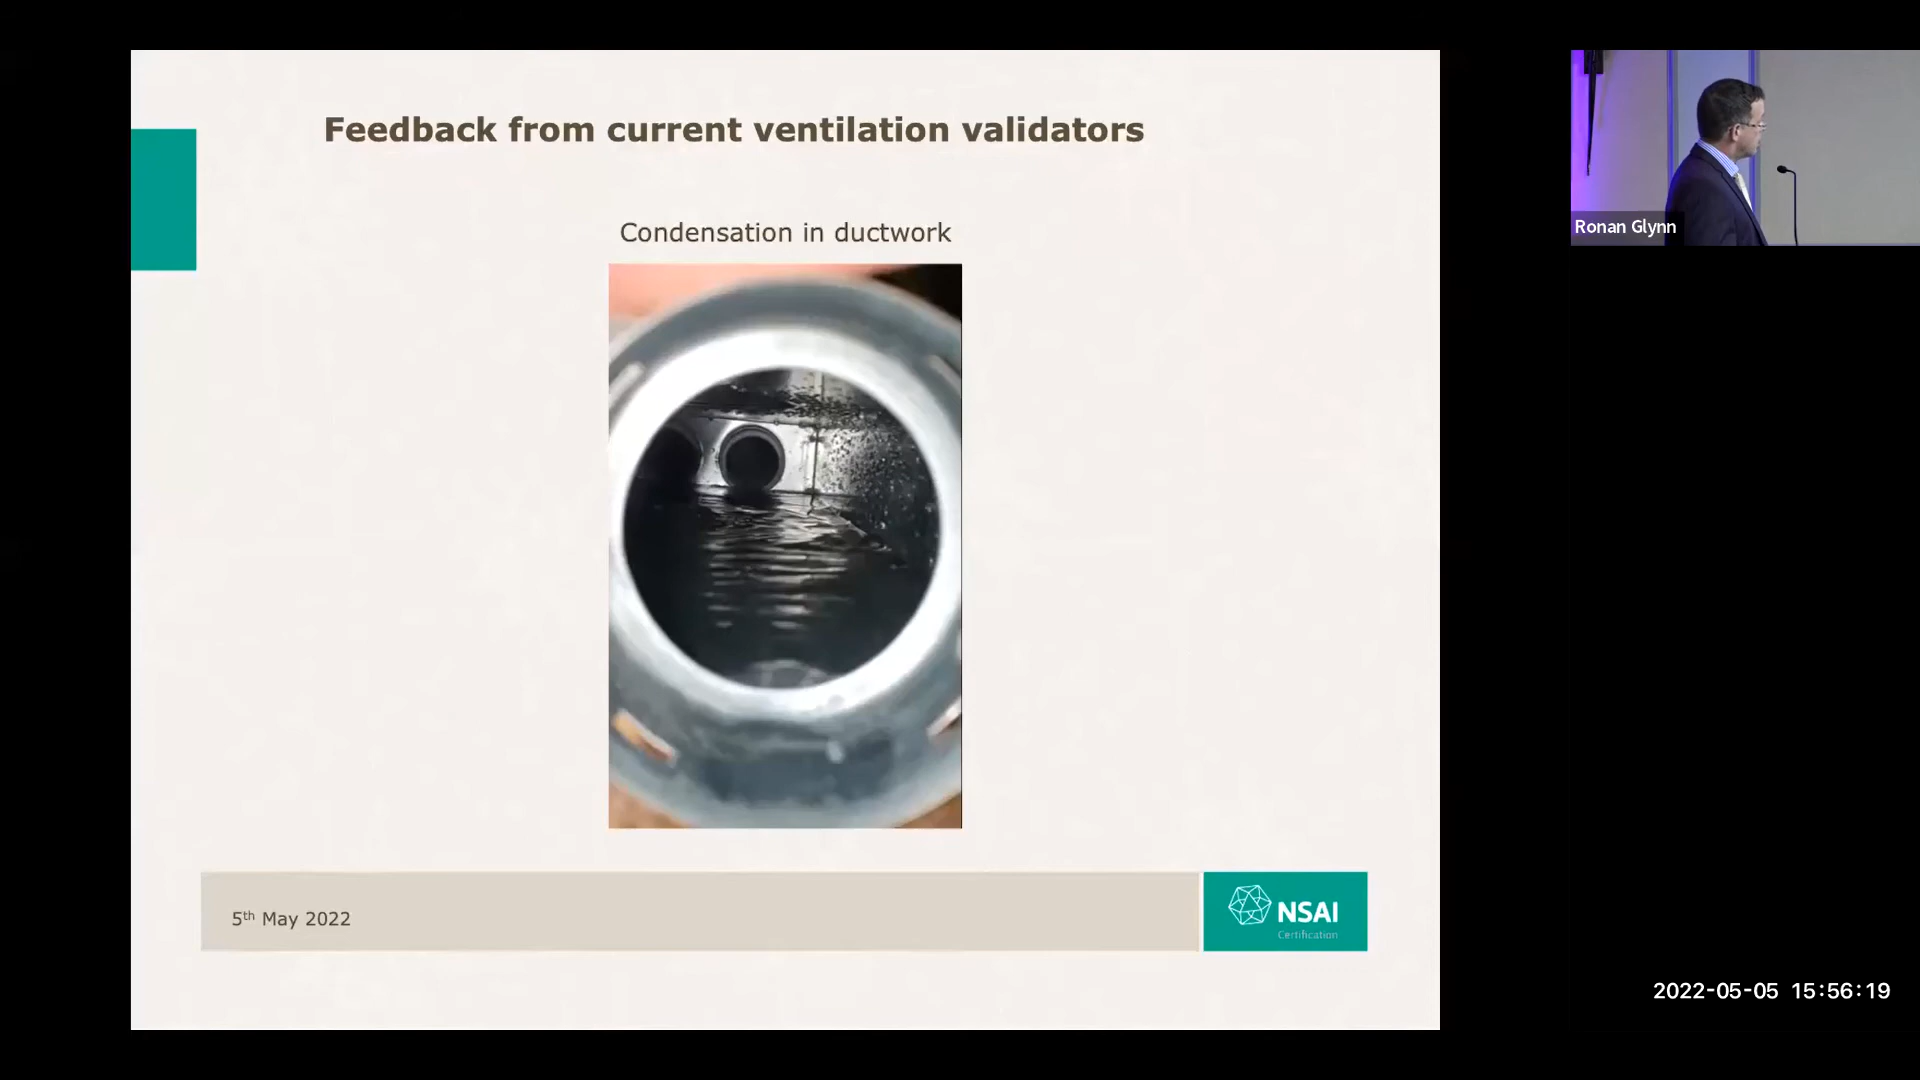 Feedback from current ventilation validators
Condensation in ductwork
Ronan Glynn
5th May 2022
NSAI
Certification
2022-05-05 15:56:19